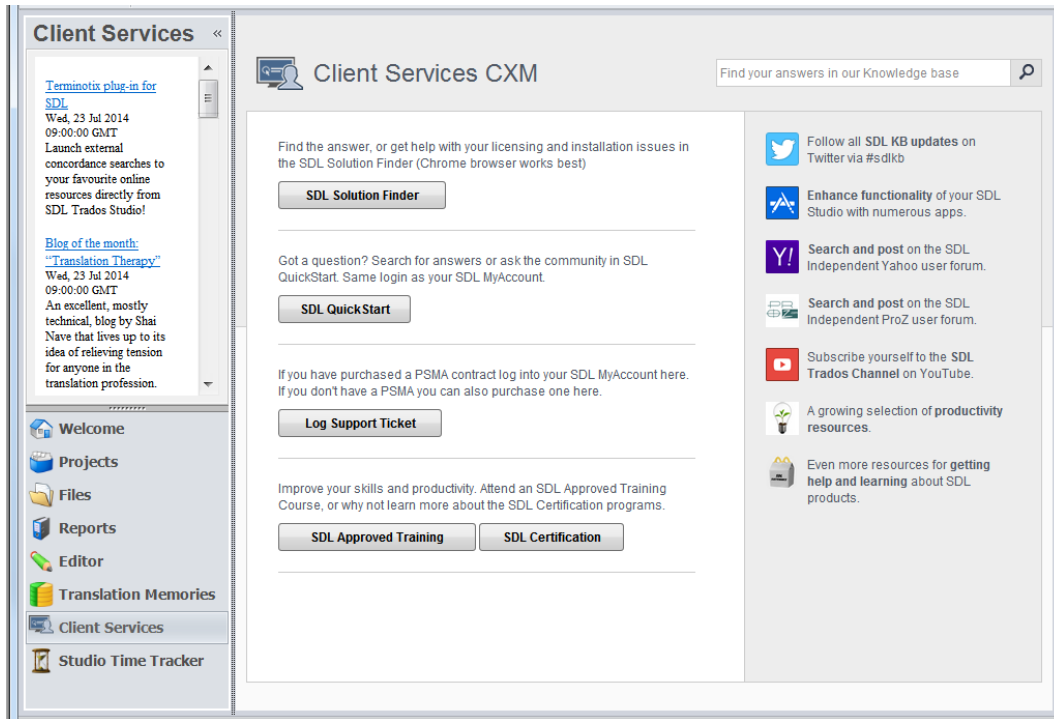 Client Services «
Terminotix plug-in for
SDL
Wed, 23 Jul 2014
09:00:00 GMT
Launch external
concordance searches to
your favourite online
resources directly from
SDL Trados Studio!
Blog of the month:
"Translation Therapy"
Wed, 23 Jul 2014
09:00:00 GMT
An excellent, mostly
technical, blog by Shai
Nave that lives up to its
idea of relieving tension
for anyone in the
translation profession.
Welcome
Projects
Files
Reports
Editor
Translation Memories
Client Services
Studio Time Tracker
Client Services CXM
Find your answers in our Knowledge base
Find the answer, or get help with your licensing and installation issues in
the SDL Solution Finder (Chrome browser works best)
SDL Solution Finder
Got a question? Search for answers or ask the community in SDL
QuickStart. Same login as your SDL MyAccount.
SDL QuickStart
If you have purchased a PSMA contract log into your SDL MyAccount here.
If you don't have a PSMA you can also purchase one here.
Log Support Ticket
Improve your skills and productivity. Attend an SDL Approved Training
Course, or why not learn more about the SDL Certification programs.
SDL Approved Training
SDL Certification
Follow all SDL KB updates on
Twitter via #sdlkb
Enhance functionality of your SDL
Studio with numerous apps.
Y!
Search and post on the SDL
Independent Yahoo user forum.
Search and post on the SDL
Independent ProZ user forum.
Subscribe yourself to the SDL
Trados Channel on YouTube.
A growing selection of productivity
resources.
Even more resources for getting
help and learning about SDL
products.